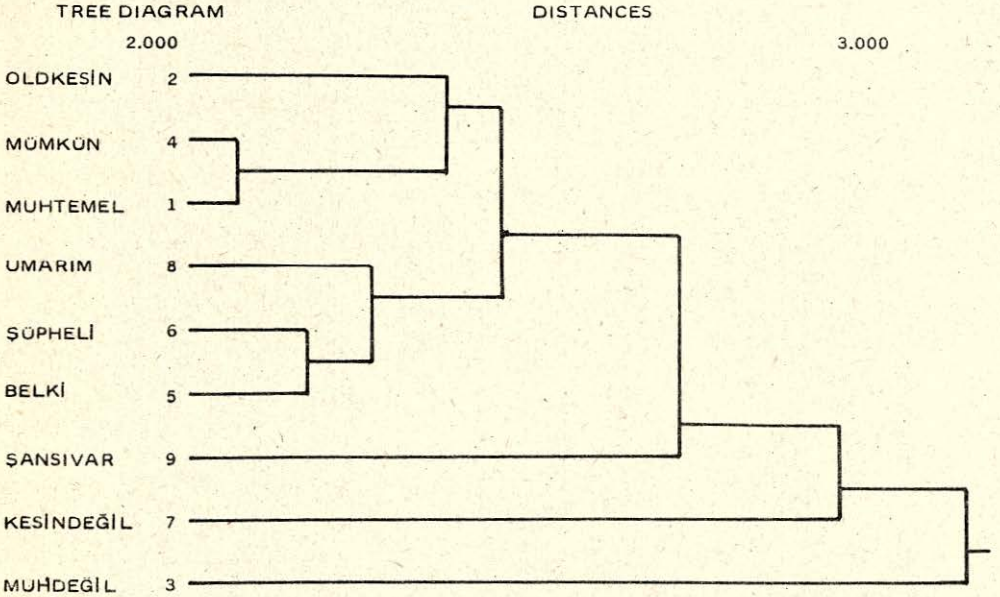 TREE DIAGRAM DISTANCES
2.000 3.000
OLDKESİN 2
MÜMKÜN 4
MUHTEMEL 1
UMARIM 8
ŞÜPHELİ 6
BELKİ 5
ŞANSIVAR 9
KESİNDEĞİL 7
MUHDEĞİL 3